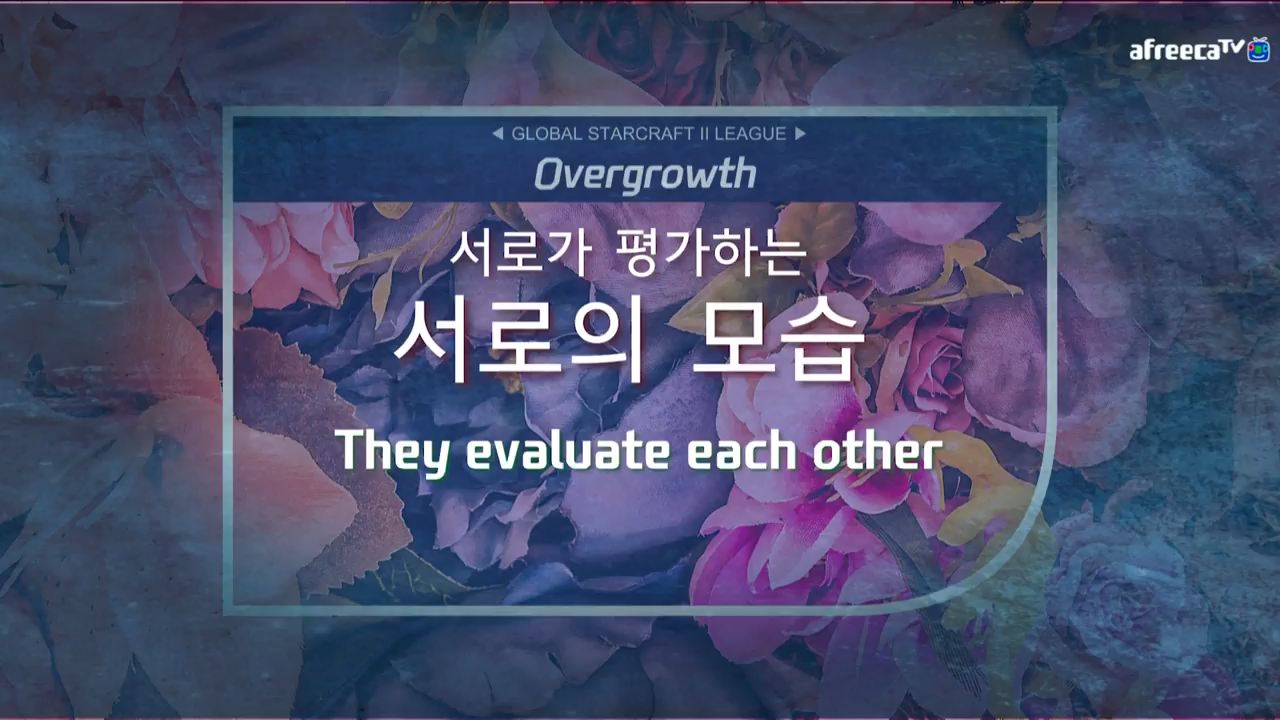 afreecaTV
◀ GLOBAL STARCRAFT II LEAGUE ▶
Overgrowth
서로가 평가하는
서로의 모습
They evaluate each other